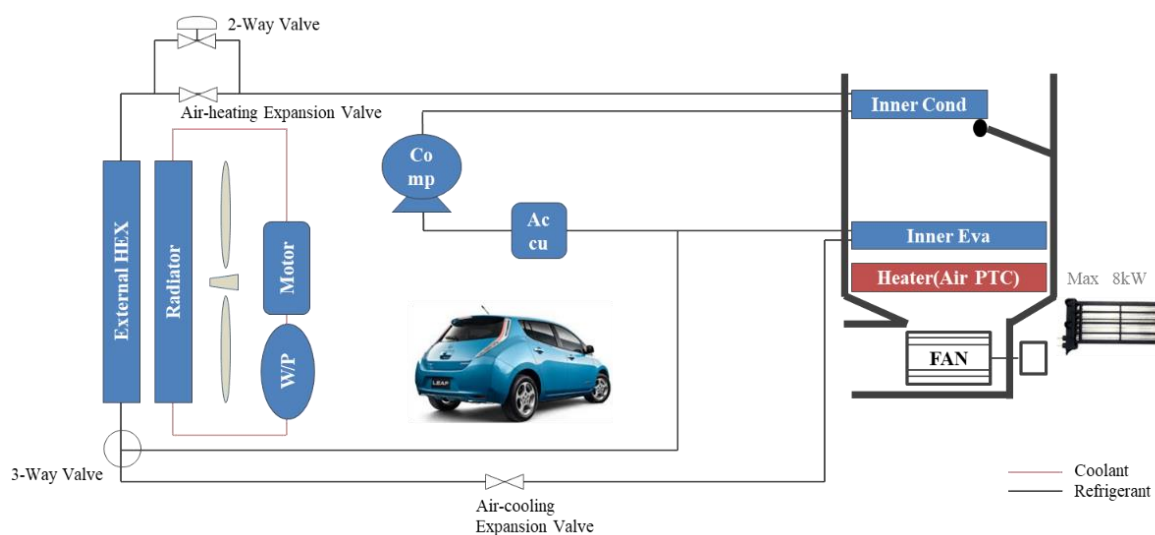 2-Way Valve
Air-heating Expansion Valve
Inner Cond
Co
mp
Ac
cu
Inner Eva
Heater(Air PTC)
Max 8kW
External HEX
Radiator
Motor
W/P
FAN
LEAF
3-Way Valve
Air-cooling
Expansion Valve
Coolant
Refrigerant